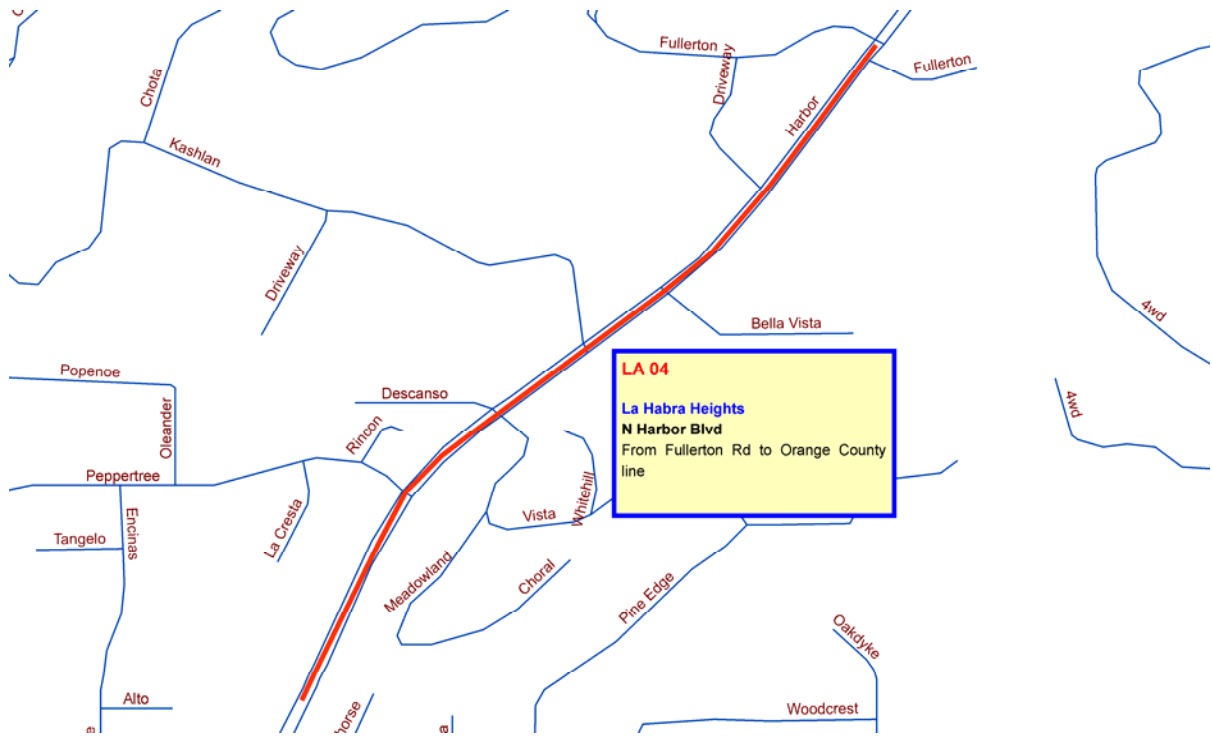 Fullerton
Fullerton
Driveway
Chota
Harbor
Kashlan
Driveway
4wd
Bella Vista
Popenoe
LA 04
La Habra Heights
N Harbor Blvd
From Fullerton Rd to Orange County
line
Descanso
4wd
Oleander
Rincon
Peppertree
Whitehill
Vista
Encinas
La Cresta
Tangelo
Meadowland
Choral
Pine Edge
Oakdyke
Alto
Woodcrest
horse
e
a